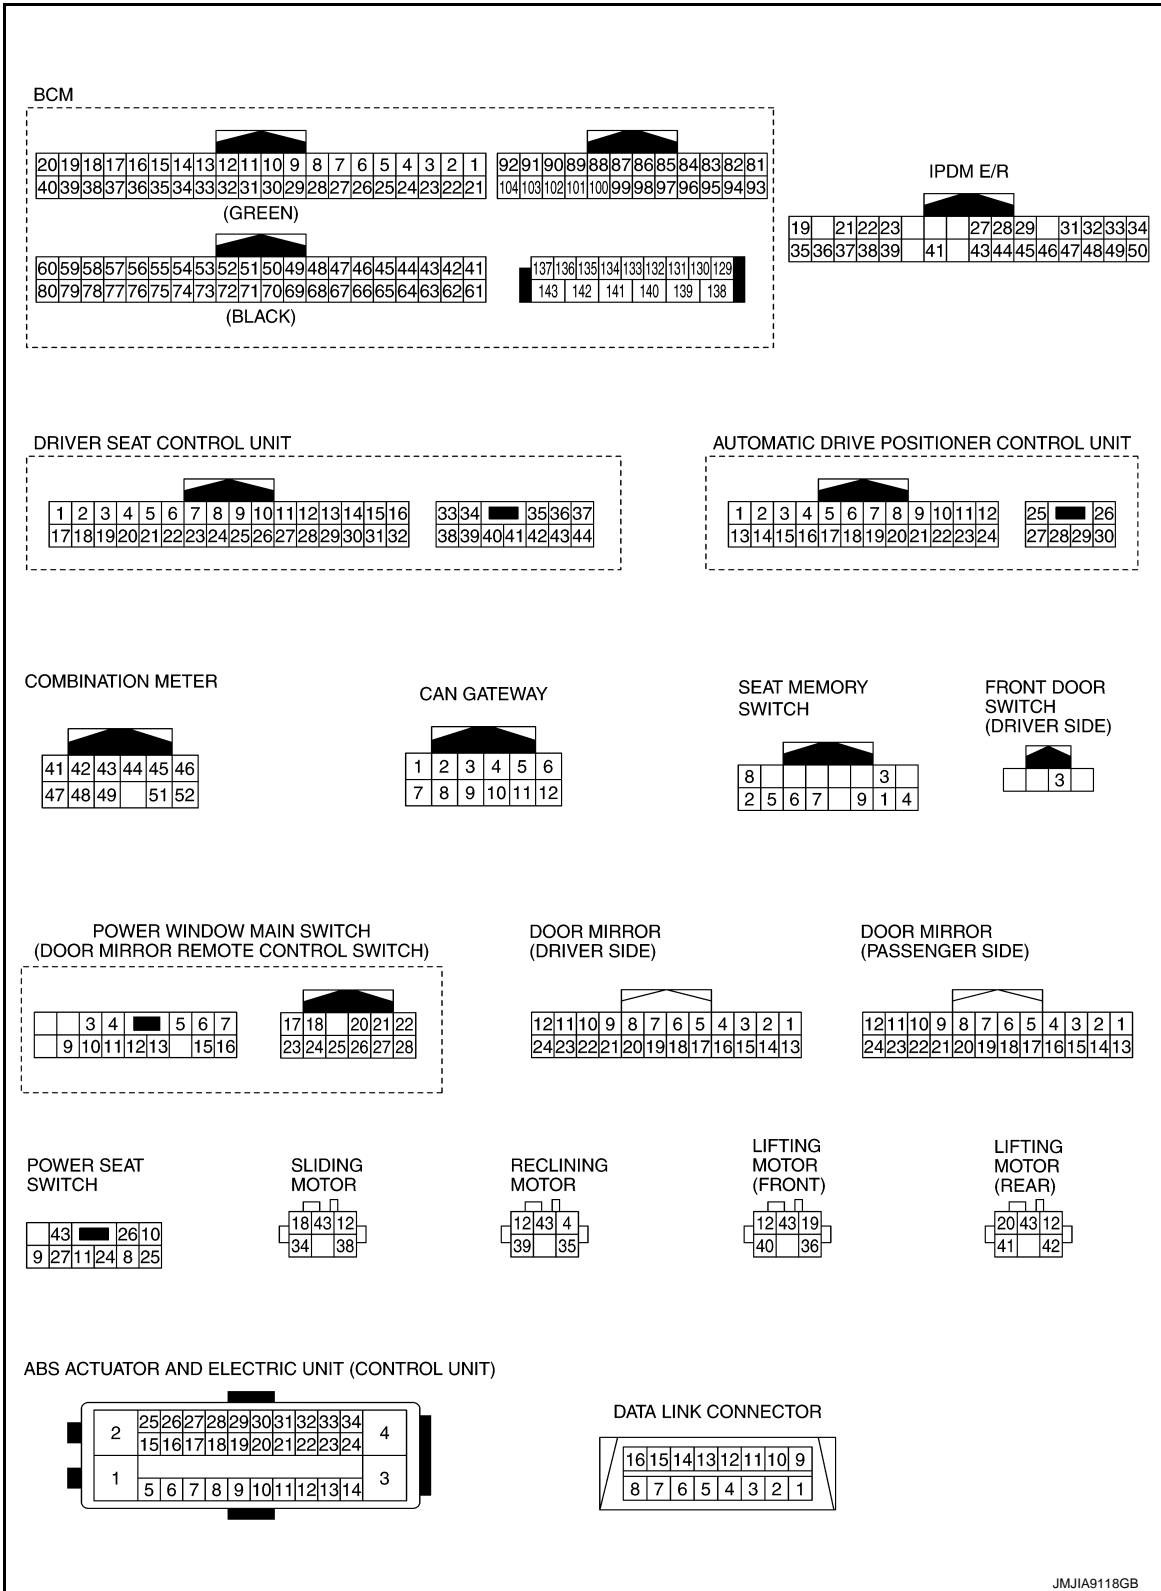 BCM
20 19 18 17 16 15 14 13 12 11 10 9 8 7 6 5 4 3 2 1
40 39 38 37 36 35 34 33 32 31 30 29 28 27 26 25 24 23 22 21
(GREEN)
92 91 90 89 88 87 86 85 84 83 82 81
104 103 102 101 100 99 98 97 96 95 94 93
60 59 58 57 56 55 54 53 52 51 50 49 48 47 46 45 44 43 42 41
80 79 78 77 76 75 74 73 72 71 70 69 68 67 66 65 64 63 62 61
(BLACK)
137 136 135 134 133 132 131 130 129
143 142 141 140 139 138
IPDM E/R
19 21 22 23 27 28 29 31 32 33 34
35 36 37 38 39 41 43 44 45 46 47 48 49 50
DRIVER SEAT CONTROL UNIT
1 2 3 4 5 6 7 8 9 10 11 12 13 14 15 16
17 18 19 20 21 22 23 24 25 26 27 28 29 30 31 32
33 34 35 36 37
38 39 40 41 42 43 44
AUTOMATIC DRIVE POSITIONER CONTROL UNIT
1 2 3 4 5 6 7 8 9 10 11 12
13 14 15 16 17 18 19 20 21 22 23 24
25 26
27 28 29 30
COMBINATION METER
41 42 43 44 45 46
47 48 49 51 52
CAN GATEWAY
1 2 3 4 5 6
7 8 9 10 11 12
SEAT MEMORY
SWITCH
8 3
2 5 6 7 9 1 4
FRONT DOOR
SWITCH
(DRIVER SIDE)
3
POWER WINDOW MAIN SWITCH
(DOOR MIRROR REMOTE CONTROL SWITCH)
3 4 5 6 7
9 10 11 12 13 15 16
17 18 20 21 22
23 24 25 26 27 28
DOOR MIRROR
(DRIVER SIDE)
12 11 10 9 8 7 6 5 4 3 2 1
24 23 22 21 20 19 18 17 16 15 14 13
DOOR MIRROR
(PASSENGER SIDE)
12 11 10 9 8 7 6 5 4 3 2 1
24 23 22 21 20 19 18 17 16 15 14 13
POWER SEAT
SWITCH
43 26 10
9 27 11 24 8 25
SLIDING
MOTOR
18 43 12
34 38
RECLINING
MOTOR
12 43 4
39 35
LIFTING
MOTOR
(FRONT)
12 43 19
40 36
LIFTING
MOTOR
(REAR)
20 43 12
41 42
ABS ACTUATOR AND ELECTRIC UNIT (CONTROL UNIT)
2 25 26 27 28 29 30 31 32 33 34 4
15 16 17 18 19 20 21 22 23 24
1 3
5 6 7 8 9 10 11 12 13 14
DATA LINK CONNECTOR
16 15 14 13 12 11 10 9
8 7 6 5 4 3 2 1
JMJIA9118GB